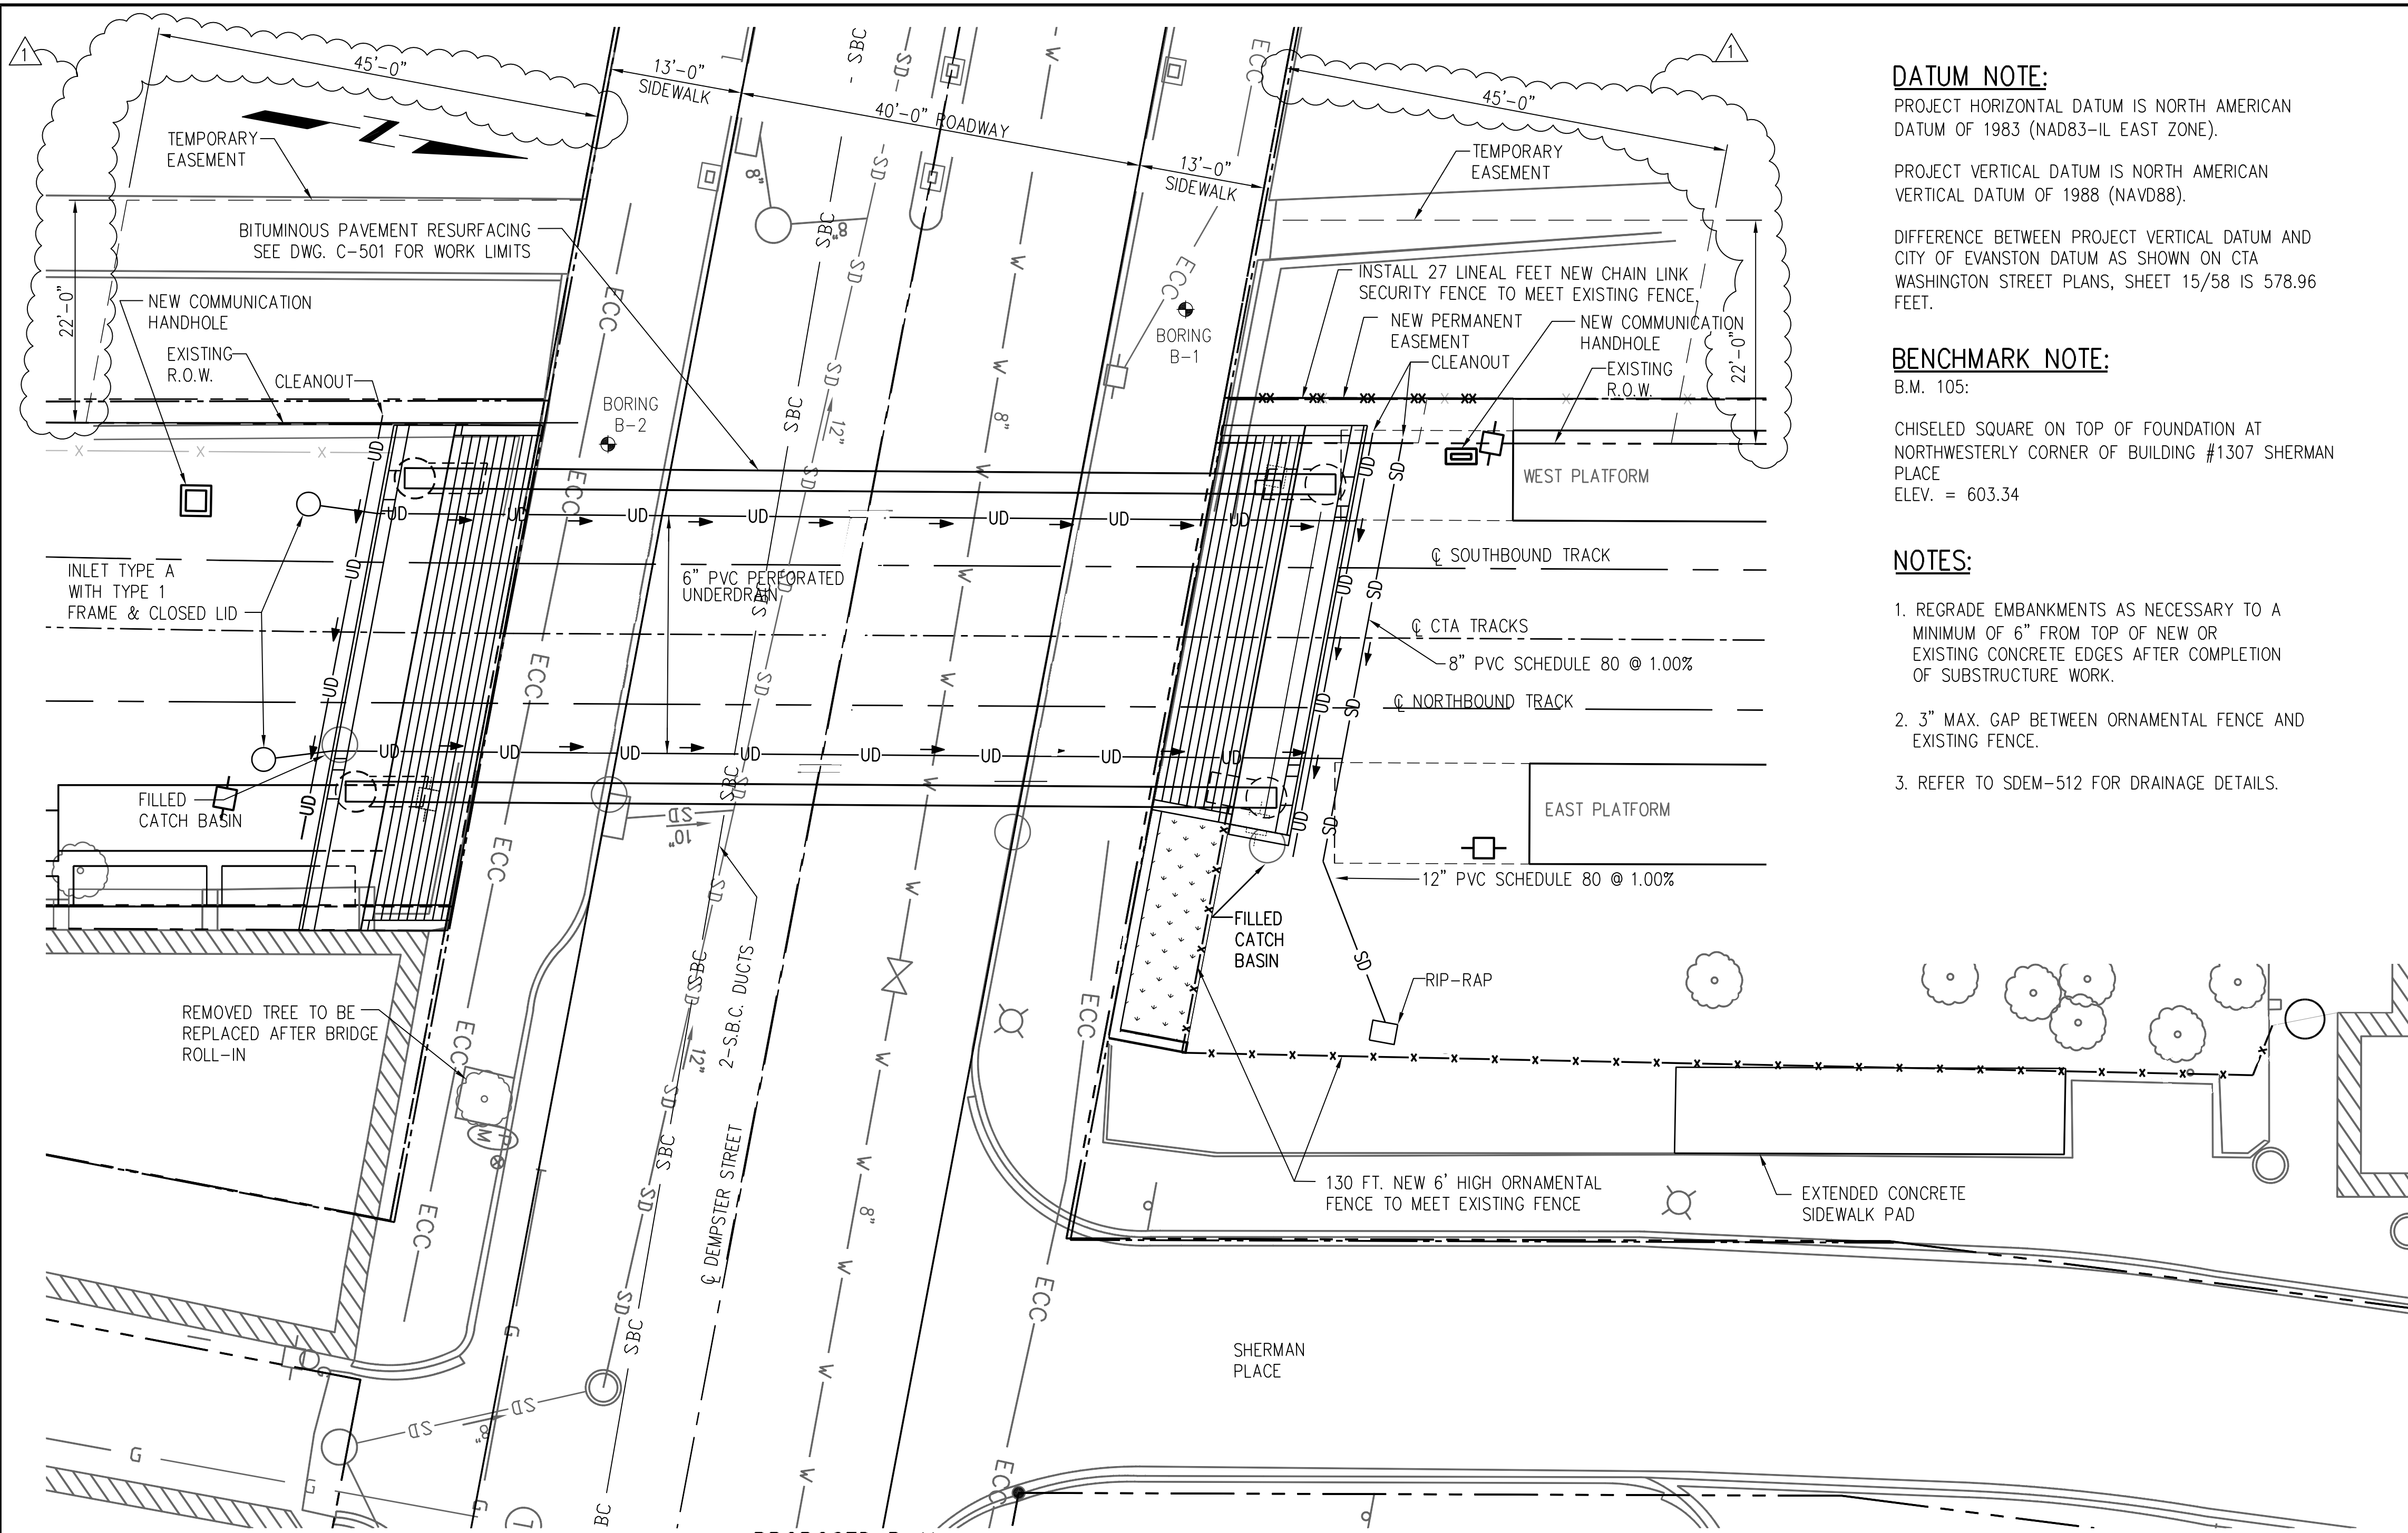 1
45'-0"
13'-0"
SIDEWALK
40'-0" ROADWAY
13'-0"
SIDEWALK
45'-0"
1
TEMPORARY
EASEMENT
BITUMINOUS PAVEMENT RESURFACING
SEE DWG. C-501 FOR WORK LIMITS
22'-0"
NEW COMMUNICATION
HANDHOLE
EXISTING
R.O.W.
CLEANOUT
BORING
B-2
BORING
B-1
TEMPORARY
EASEMENT
INSTALL 27 LINEAL FEET NEW CHAIN LINK
SECURITY FENCE TO MEET EXISTING FENCE
NEW PERMANENT
EASEMENT
NEW COMMUNICATION
HANDHOLE
CLEANOUT
EXISTING
R.O.W.
22'-0"
WEST PLATFORM
℄ SOUTHBOUND TRACK
INLET TYPE A
WITH TYPE 1
FRAME & CLOSED LID
6" PVC PERFORATED
UNDERDRAIN
℄ CTA TRACKS
8" PVC SCHEDULE 80 @ 1.00%
℄ NORTHBOUND TRACK
FILLED
CATCH BASIN
EAST PLATFORM
12" PVC SCHEDULE 80 @ 1.00%
FILLED
CATCH
BASIN
RIP-RAP
REMOVED TREE TO BE
REPLACED AFTER BRIDGE
ROLL-IN
2-S.B.C. DUCTS
℄ DEMPSTER STREET
130 FT. NEW 6' HIGH ORNAMENTAL
FENCE TO MEET EXISTING FENCE
EXTENDED CONCRETE
SIDEWALK PAD
SHERMAN
PLACE
SBC
SD
ECC
W
UD
G
8"
10"
12"
DATUM NOTE:
PROJECT HORIZONTAL DATUM IS NORTH AMERICAN
DATUM OF 1983 (NAD83-IL EAST ZONE).
PROJECT VERTICAL DATUM IS NORTH AMERICAN
VERTICAL DATUM OF 1988 (NAVD88).
DIFFERENCE BETWEEN PROJECT VERTICAL DATUM AND
CITY OF EVANSTON DATUM AS SHOWN ON CTA
WASHINGTON STREET PLANS, SHEET 15/58 IS 578.96
FEET.
BENCHMARK NOTE:
B.M. 105:
CHISELED SQUARE ON TOP OF FOUNDATION AT
NORTHWESTERLY CORNER OF BUILDING #1307 SHERMAN
PLACE
ELEV. = 603.34
NOTES:
1. REGRADE EMBANKMENTS AS NECESSARY TO A
MINIMUM OF 6" FROM TOP OF NEW OR
EXISTING CONCRETE EDGES AFTER COMPLETION
OF SUBSTRUCTURE WORK.
2. 3" MAX. GAP BETWEEN ORNAMENTAL FENCE AND
EXISTING FENCE.
3. REFER TO SDEM-512 FOR DRAINAGE DETAILS.